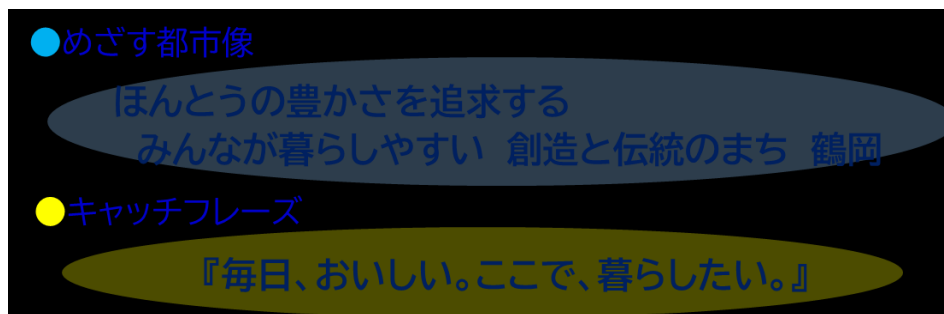 ●めざす都市像
ほんとうの豊かさを追求する
みんなが暮らしやすい 創造と伝統のまち 鶴岡
●キャッチフレーズ
『毎日、おいしい。ここで、暮らしたい。』